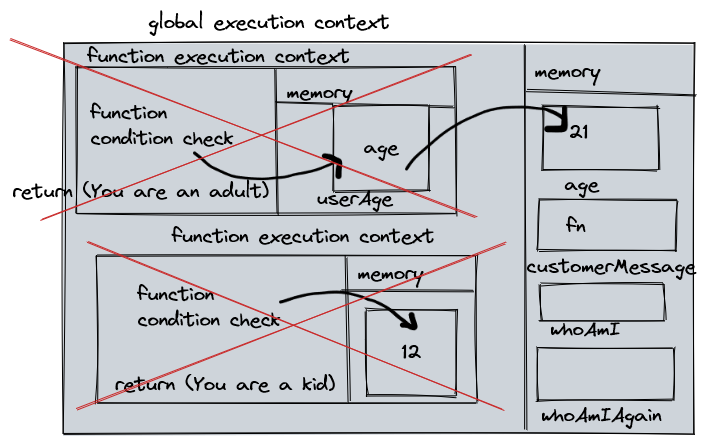 global execution context
function execution context
memory
function
condition check
age
return (You are an adult)
userAge
function execution context
memory
function
condition check
12
return (You are a kid)
memory
21
age
fn
customerMessage
whoAmI
whoAmIAgain